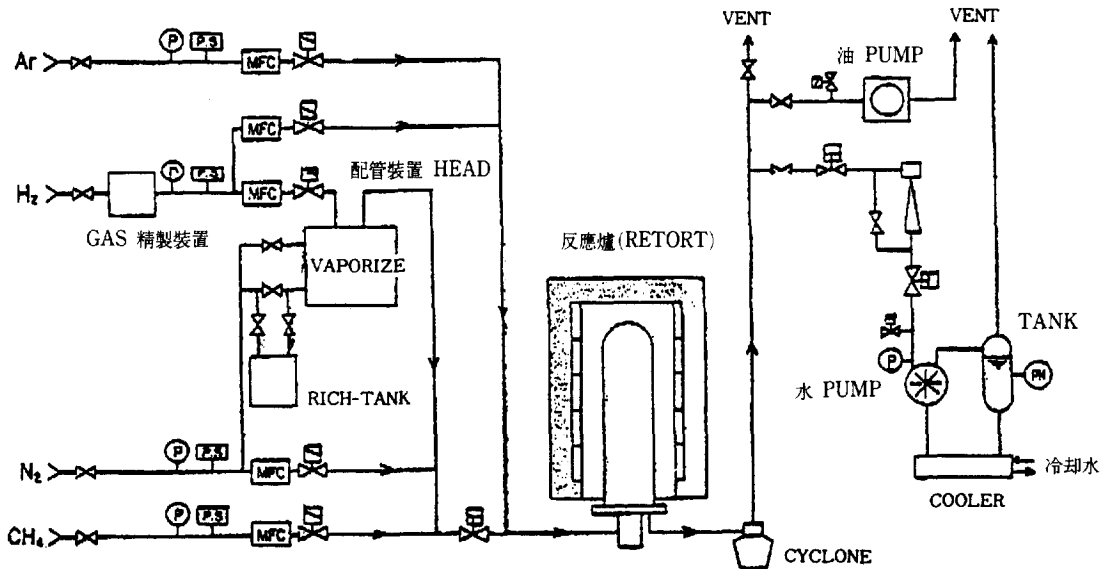 VENT
VENT
油 PUMP
Ar
P
P.S
MFC
MFC
配管裝置 HEAD
H₂
P.S
MFC
GAS 精製裝置
VAPORIZE
反應爐(RETORT)
TANK
RICH-TANK
P
水 PUMP
PH
N₂
P
P.S
MFC
冷却水
COOLER
CH₄
P
P.S
MFC
CYCLONE